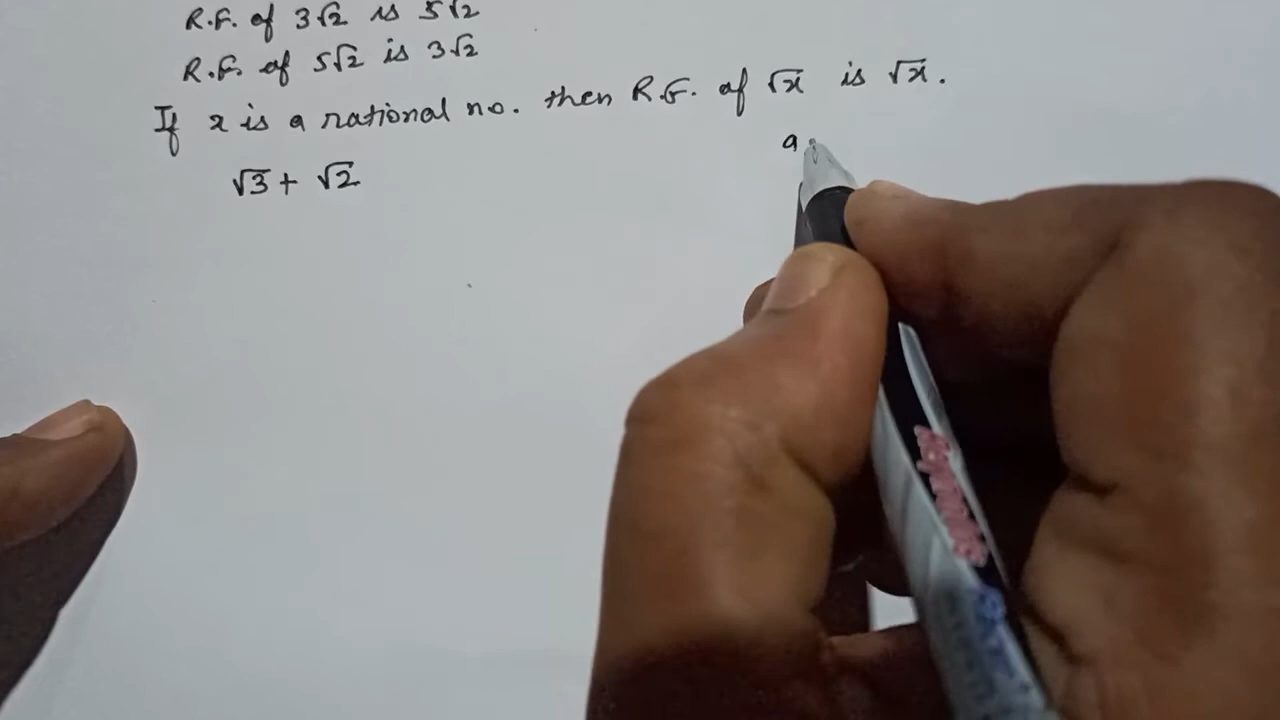 R.F. of 3√2 is 5√2
R.F. of 5√2 is 3√2
If x is a rational no. then R.F. of √x is √x.
a
√3 + √2